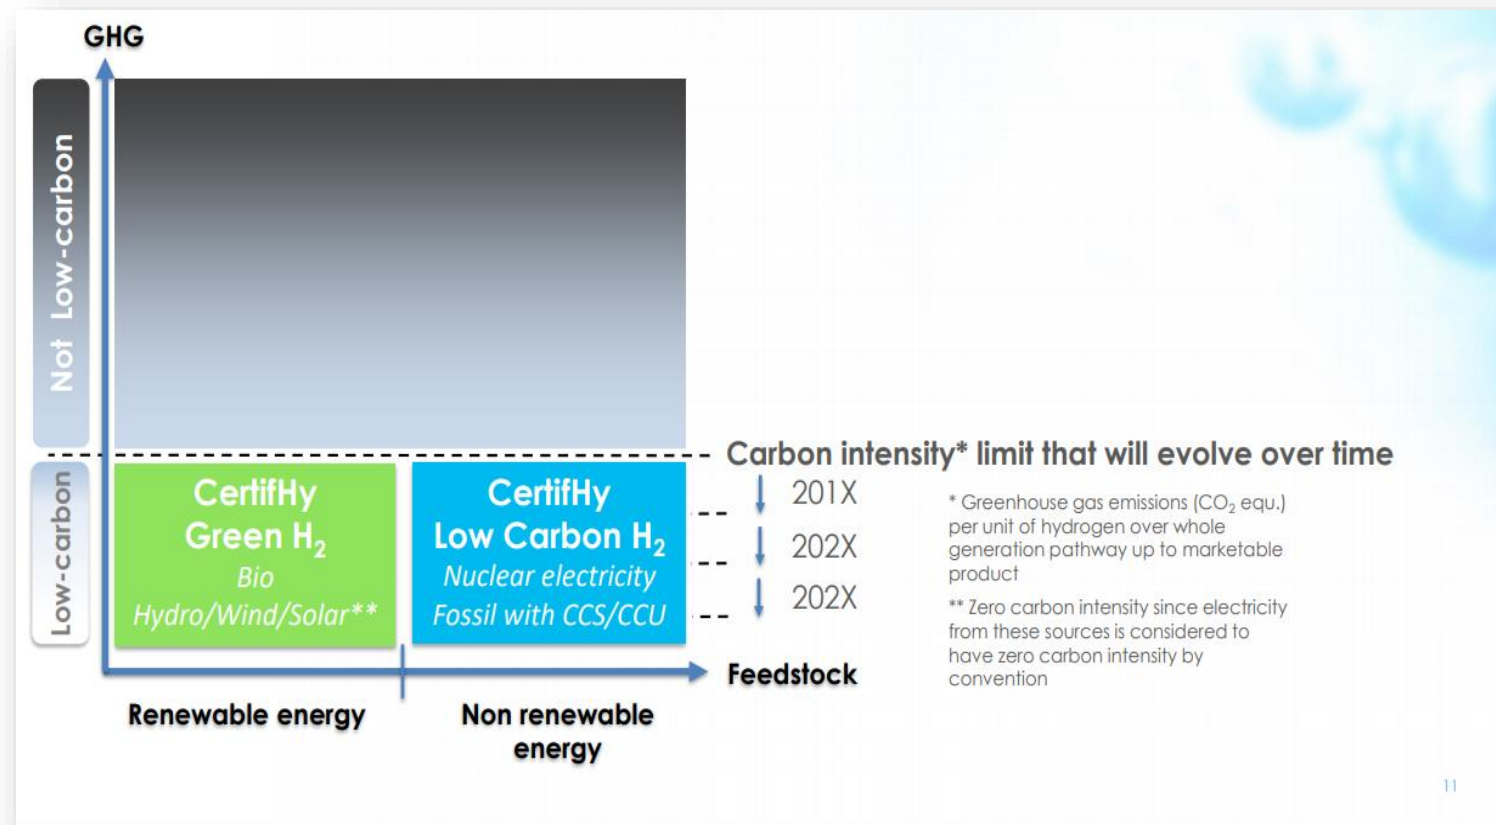 GHG
Not Low-carbon
Low-carbon
CertifHy
Green H₂
Bio
Hydro/Wind/Solar**
CertifHy
Low Carbon H₂
Nuclear electricity
Fossil with CCS/CCU
Carbon intensity* limit that will evolve over time
201X
202X
202X
* Greenhouse gas emissions (CO₂ equ.)
per unit of hydrogen over whole
generation pathway up to marketable
product
** Zero carbon intensity since electricity
from these sources is considered to
have zero carbon intensity by
convention
Feedstock
Renewable energy
Non renewable
energy
11